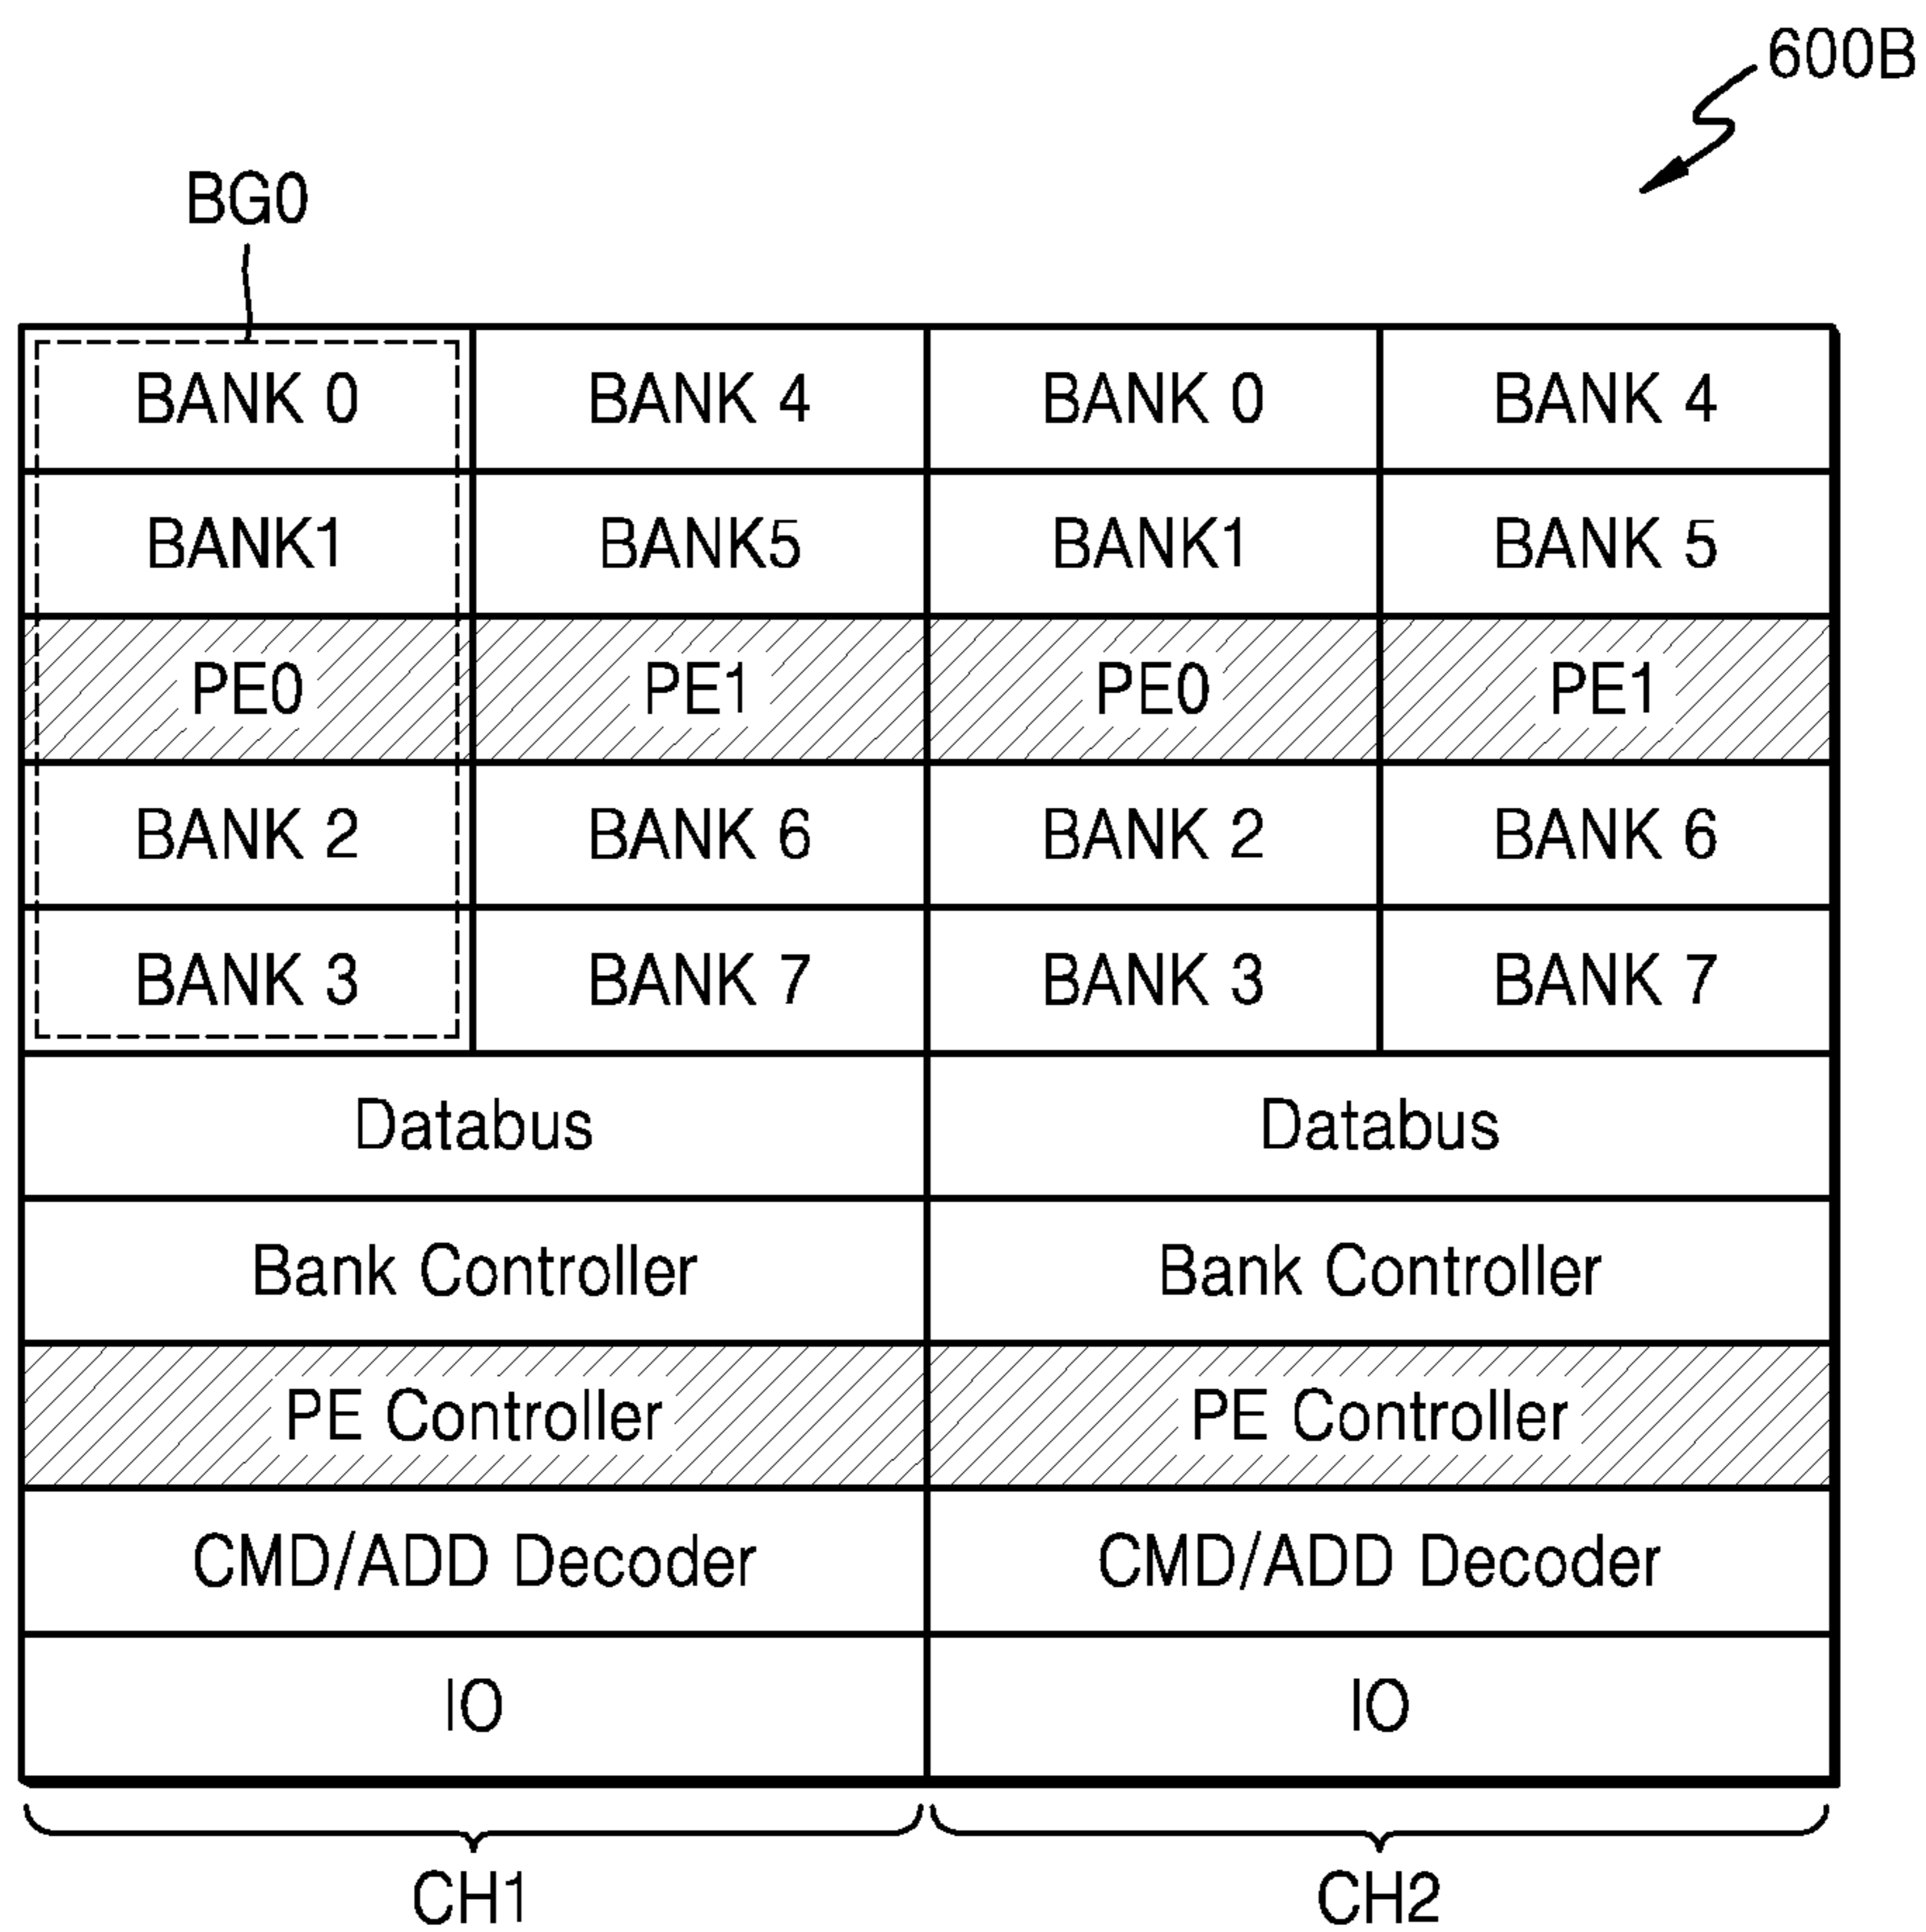 600B
BG0
BANK 0 BANK 4 BANK 0 BANK 4
BANK1 BANK5 BANK1 BANK 5
PE0 PE1 PE0 PE1
BANK 2 BANK 6 BANK 2 BANK 6
BANK 3 BANK 7 BANK 3 BANK 7
Databus Databus
Bank Controller Bank Controller
PE Controller PE Controller
CMD/ADD Decoder CMD/ADD Decoder
IO IO
CH1 CH2